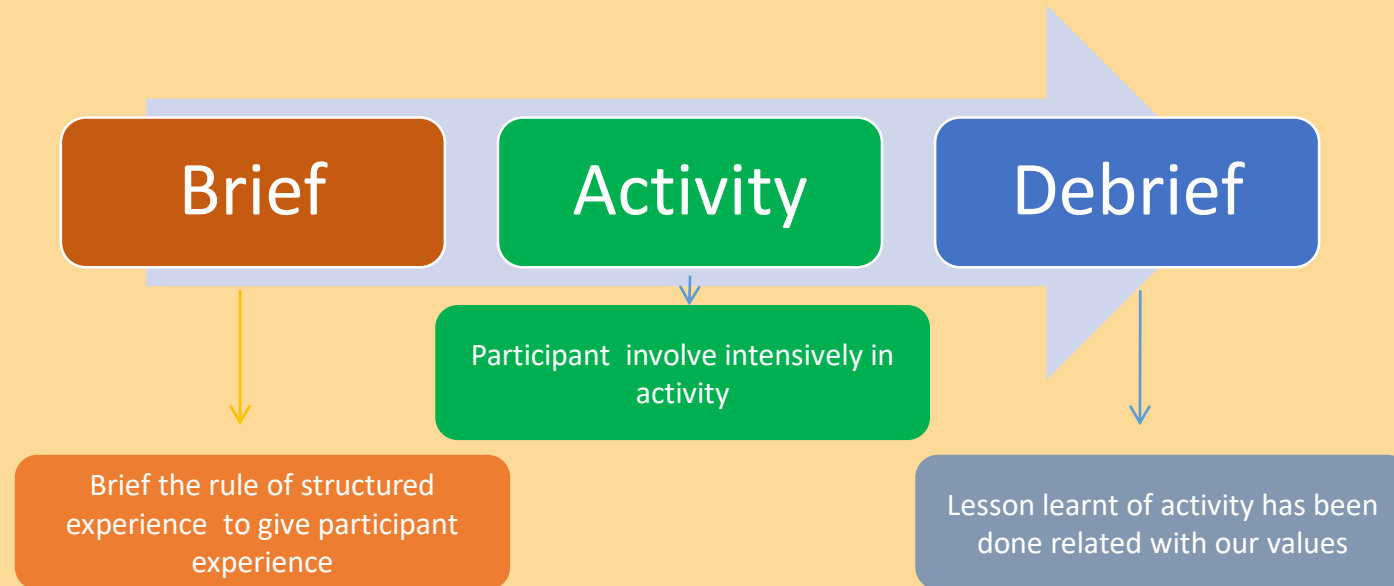 Brief
Activity
Debrief
Participant involve intensively in
activity
Brief the rule of structured
experience to give participant
experience
Lesson learnt of activity has been
done related with our values